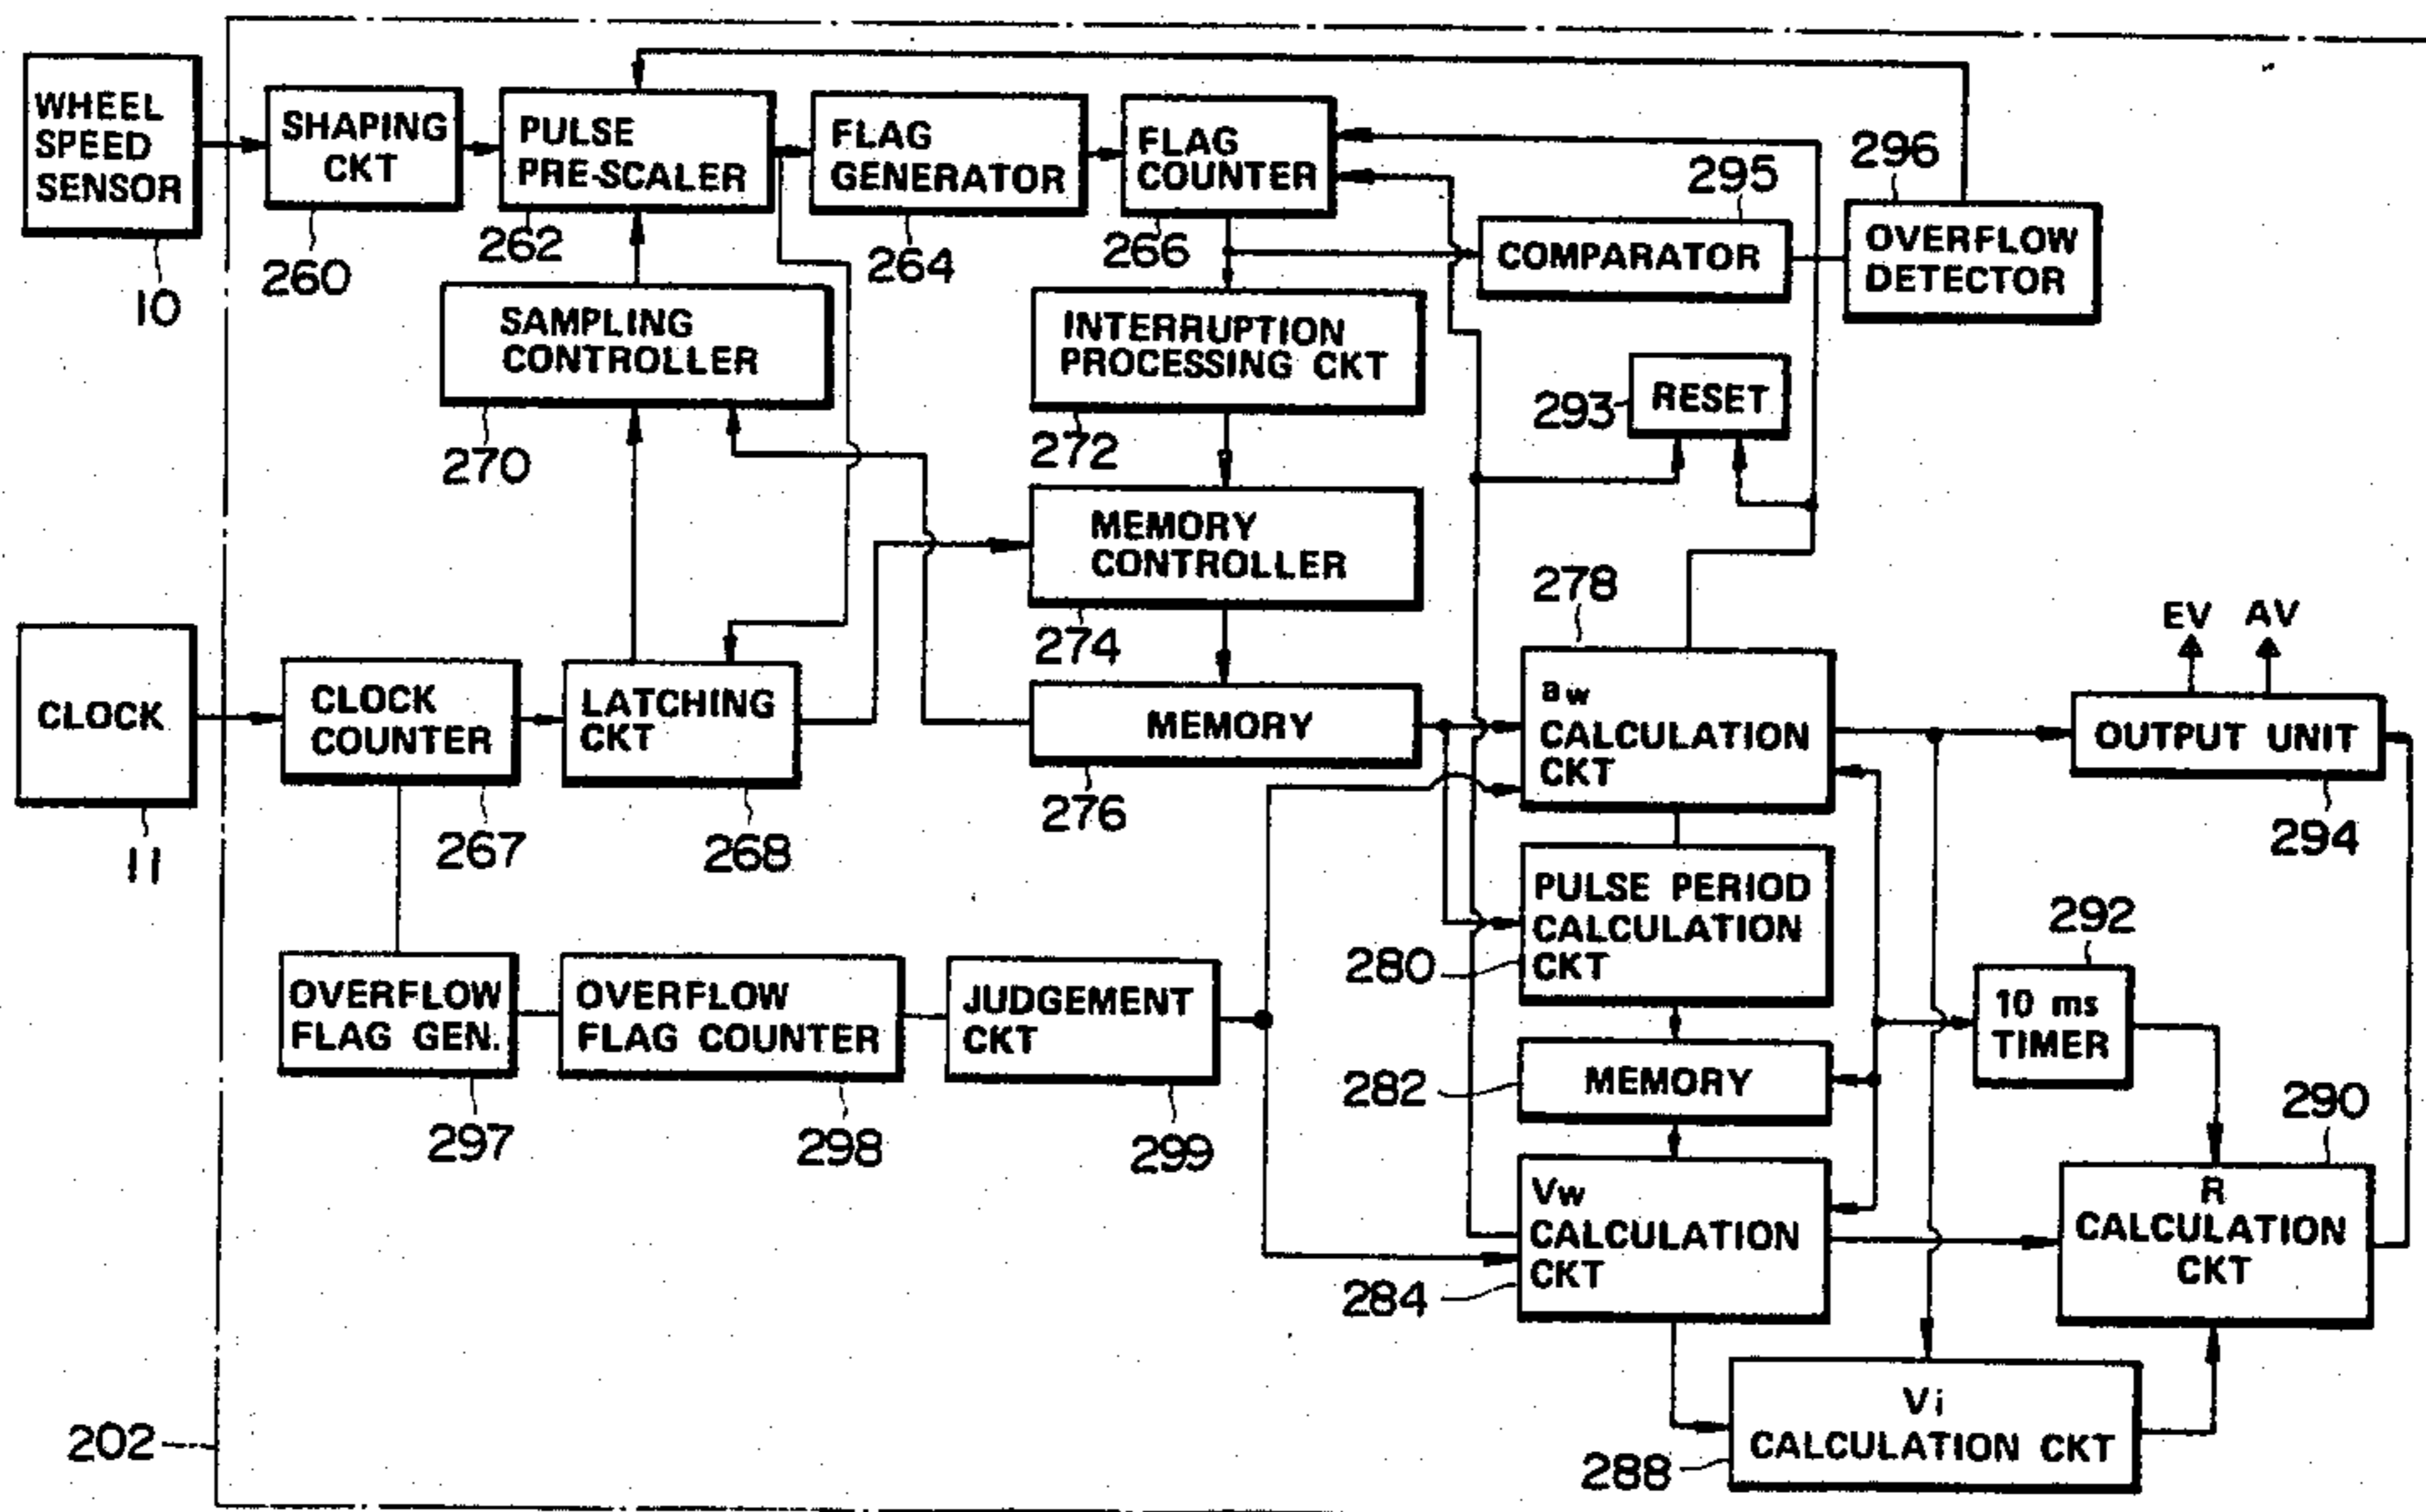 WHEEL
SPEED
SENSOR
10
SHAPING
CKT
260
PULSE
PRE-SCALER
262
FLAG
GENERATOR
264
FLAG
COUNTER
266
COMPARATOR
295
OVERFLOW
DETECTOR
296
SAMPLING
CONTROLLER
270
INTERRUPTION
PROCESSING CKT
272
RESET
293
MEMORY
CONTROLLER
274
CLOCK
11
CLOCK
COUNTER
267
LATCHING
CKT
268
MEMORY
276
278
aw
CALCULATION
CKT
EV AV
OUTPUT UNIT
294
PULSE PERIOD
CALCULATION
CKT
280
292
10 ms
TIMER
OVERFLOW
FLAG GEN.
297
OVERFLOW
FLAG COUNTER
298
JUDGEMENT
CKT
299
MEMORY
282
Vw
CALCULATION
CKT
284
290
R
CALCULATION
CKT
Vi
CALCULATION CKT
288
202